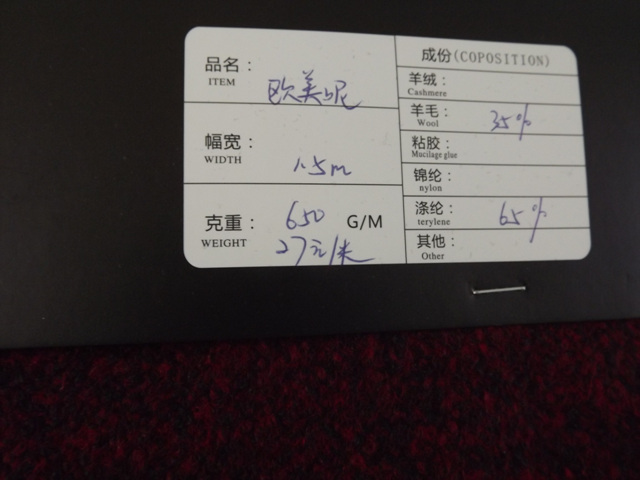 品名：
ITEM
欧美呢
幅宽：
WIDTH
1.5m
克重：
WEIGHT
650 G/M
27元/米
成份(COPOSITION)
羊绒：
Cashmere
羊毛： 35%
Wool
粘胶：
Mucilage glue
锦纶：
nylon
涤纶： 65%
terylene
其他：
Other